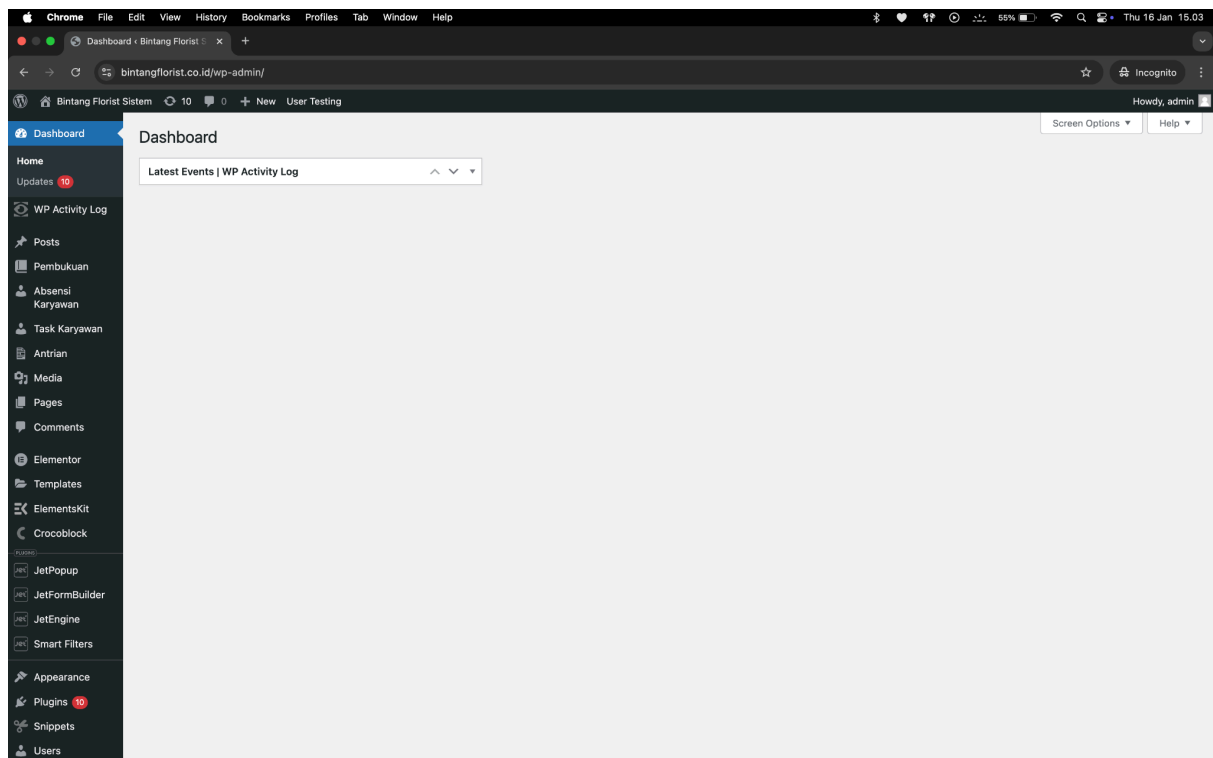 Chrome File Edit View History Bookmarks Profiles Tab Window Help 55% Thu 16 Jan 15.03
Dashboard ‹ Bintang Florist S
bintangflorist.co.id/wp-admin/ Incognito
Bintang Florist Sistem 10 0 + New User Testing Howdy, admin
Screen Options ▼ Help ▼
Dashboard
Home
Updates 10
WP Activity Log
Posts
Pembukuan
Absensi
Karyawan
Task Karyawan
Antrian
Media
Pages
Comments
Elementor
Templates
ElementsKit
Crocoblock
PLUGINS
JetPopup
JetFormBuilder
JetEngine
Smart Filters
Appearance
Plugins 10
Snippets
Users
Dashboard
Latest Events | WP Activity Log